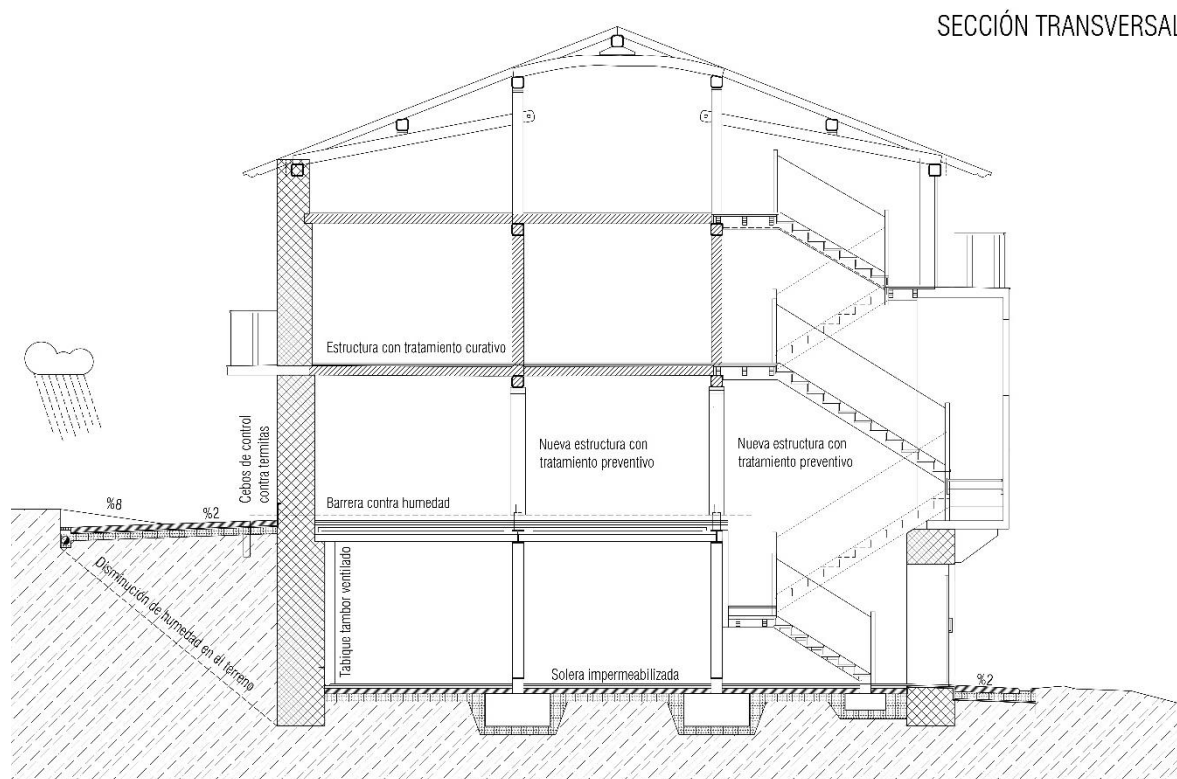 SECCIÓN TRANSVERSAL
Estructura con tratamiento curativo
Cebos de control
contra termitas
Nueva estructura con
tratamiento preventivo
Nueva estructura con
tratamiento preventivo
%8
%2
Barrera contra humedad
Disminución de humedad en el terreno
Tabique tambor ventilado
Solera impermeabilizada
%2